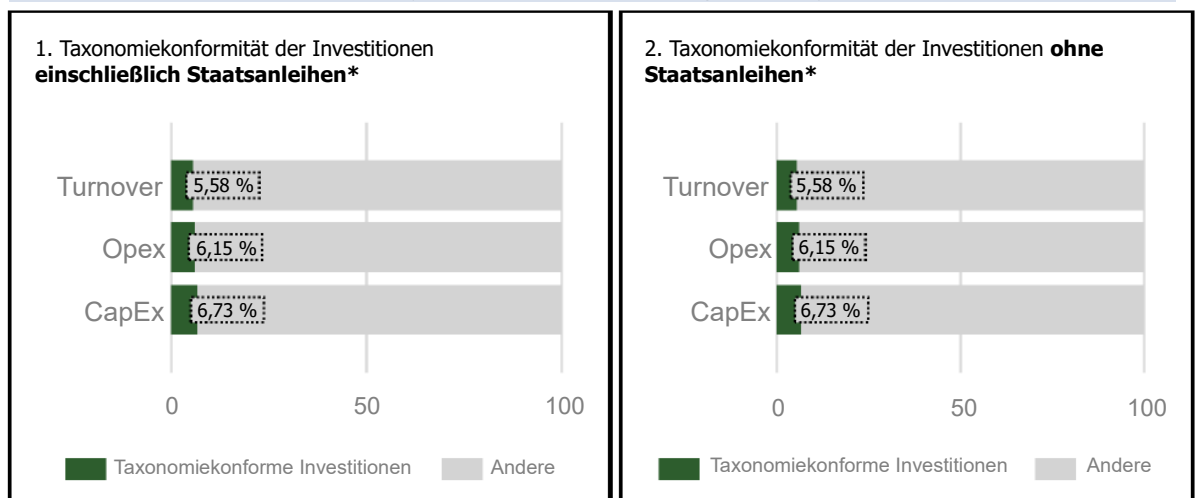 1. Taxonomiekonformität der Investitionen
einschließlich Staatsanleihen*
Turnover
5,58 %
Opex
6,15 %
CapEx
6,73 %
0
50
100
Taxonomiekonforme Investitionen
Andere
2. Taxonomiekonformität der Investitionen ohne
Staatsanleihen*
Turnover
5,58 %
Opex
6,15 %
CapEx
6,73 %
0
50
100
Taxonomiekonforme Investitionen
Andere